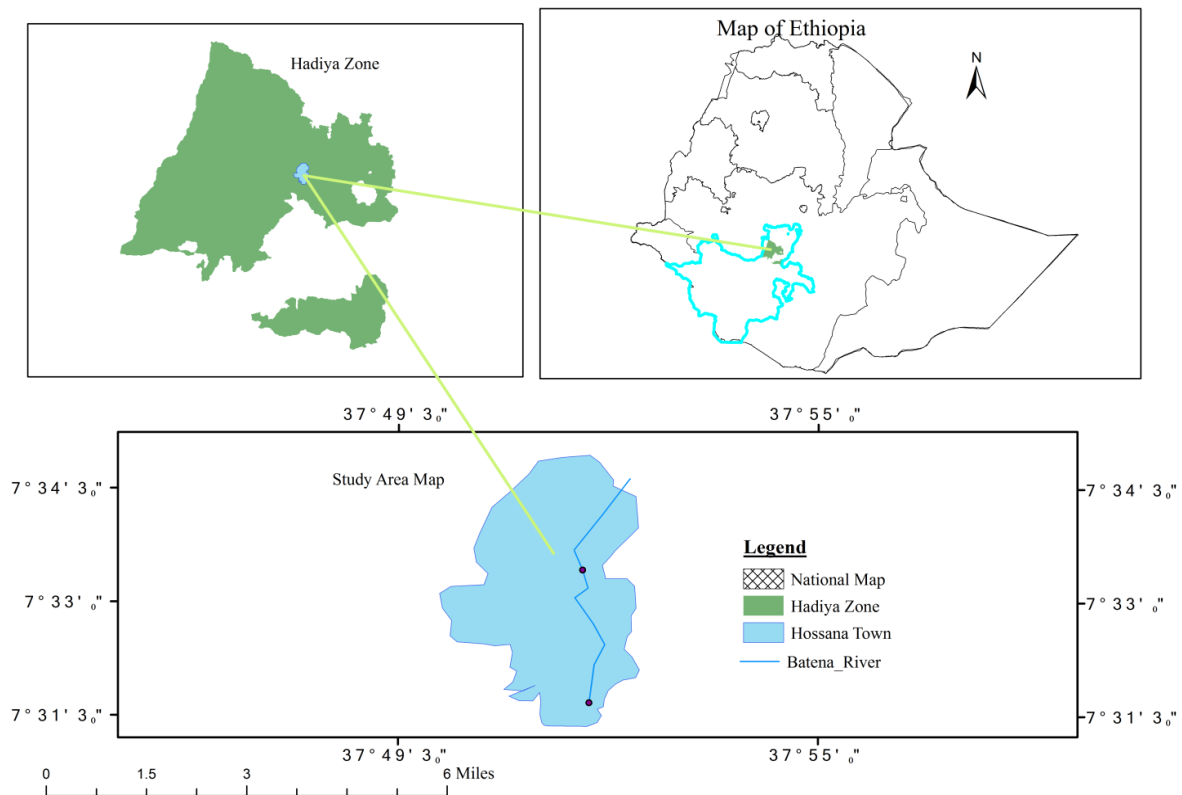 Hadiya Zone
Map of Ethiopia
N
37°49'30"
37°55'0"
Study Area Map
7°34'30"
7°34'30"
Legend
National Map
7°33'0"
Hadiya Zone
7°33'0"
Hossana Town
Batena_River
7°31'30"
7°31'30"
37°49'30"
37°55'0"
0 1.5 3 6 Miles